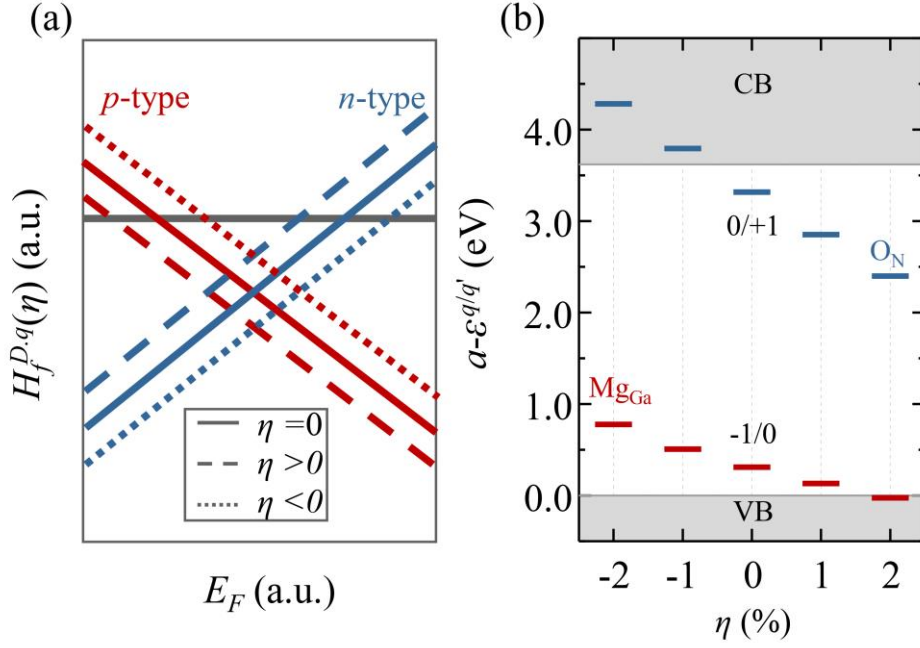 (a)
p-type
n-type
H_f^{D.q}(η) (a.u.)
η =0
η >0
η <0
E_F (a.u.)
(b)
CB
4.0
3.0
0/+1
O_N
a-ε^{q/q'} (eV)
2.0
1.0
Mg_Ga
-1/0
0.0
VB
-2 -1 0 1 2
η (%)